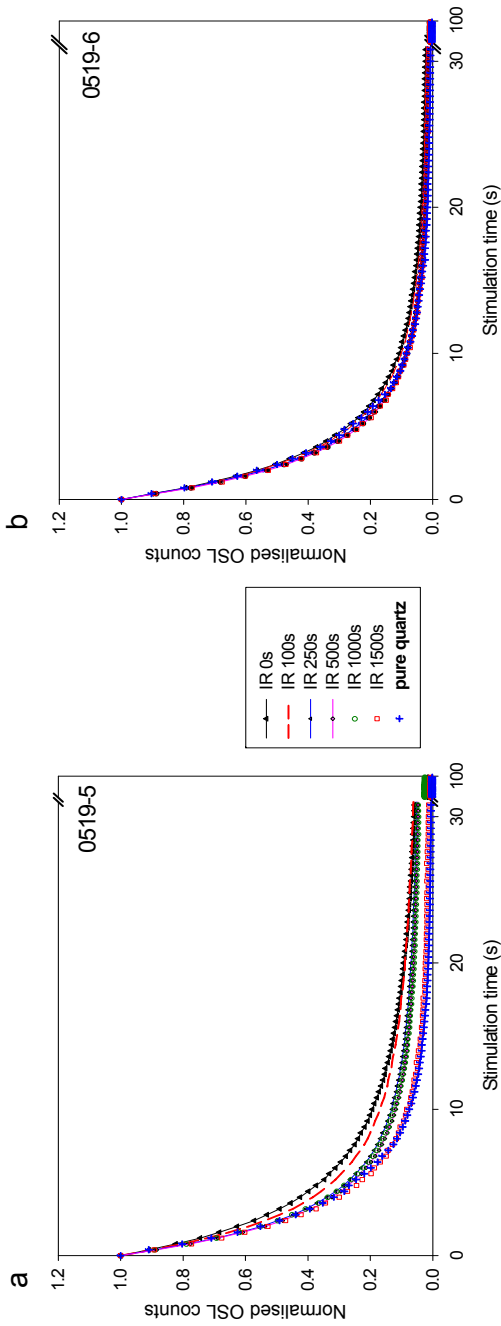 a
0519-5
Normalised OSL counts
1.2
1.0
0.8
0.6
0.4
0.2
0.0
0
10
20
30
100
Stimulation time (s)
IR 0s
IR 100s
IR 250s
IR 500s
IR 1000s
IR 1500s
pure quartz
b
0519-6
Normalised OSL counts
1.2
1.0
0.8
0.6
0.4
0.2
0.0
0
10
20
30
100
Stimulation time (s)